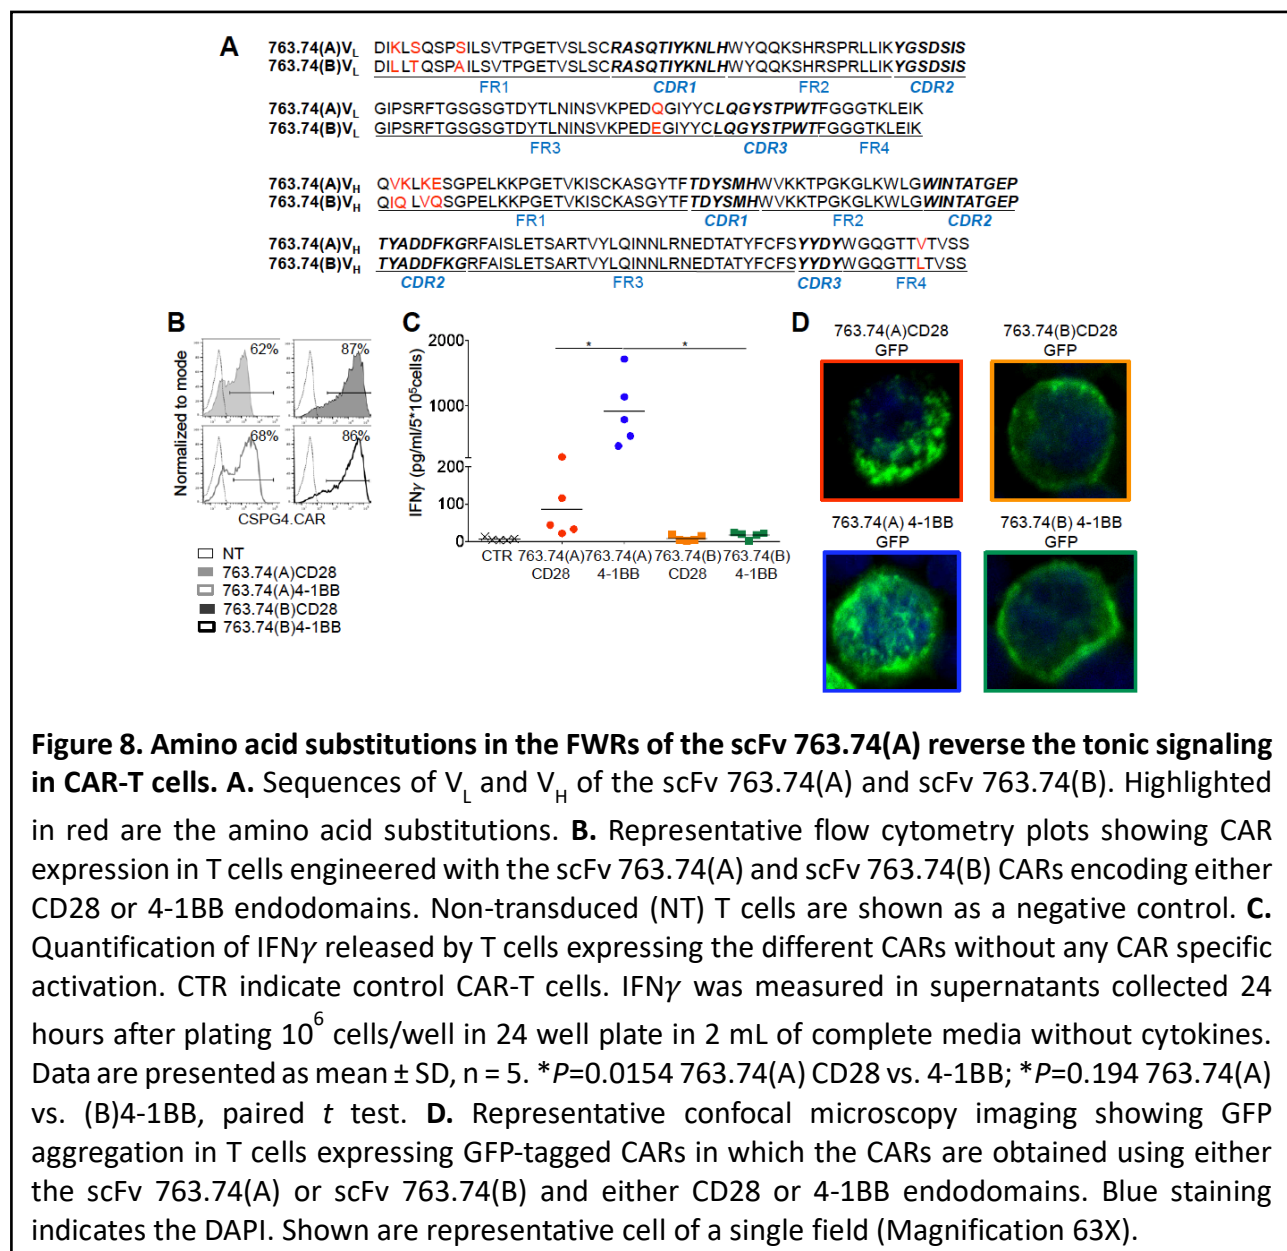 A
763.74(A)VL DIKLSQSPSILSVTPGETVSLSCRASQTIYKNLHWYQQKSHRSPRLLIKYGSDSIS
763.74(B)VL DILLTQSPAILSVTPGETVSLSCRASQTIYKNLHWYQQKSHRSPRLLIKYGSDSIS
FR1 CDR1 FR2 CDR2
763.74(A)VL GIPSRFTGSGSGTDYTLNINSVKPEDQGIYYCLQGYSTPWTFGGGTKLEIK
763.74(B)VL GIPSRFTGSGSGTDYTLNINSVKPEDEGIYYCLQGYSTPWTFGGGTKLEIK
FR3 CDR3 FR4
763.74(A)VH QVKLKESGPELKKPGETVKISCKASGYTFTDYSMHWVKKTPGKGLKWLGWINTATGEP
763.74(B)VH QIQLVQSGPELKKPGETVKISCKASGYTFTDYSMHWVKKTPGKGLKWLGWINTATGEP
FR1 CDR1 FR2 CDR2
763.74(A)VH TYADDFKGRFAISLETSARTVYLQINNLRNEDTATYFCFSYYDYWGQGTTVTVSS
763.74(B)VH TYADDFKGRFAISLETSARTVYLQINNLRNEDTATYFCFSYYDYWGQGTTLTVSS
CDR2 FR3 CDR3 FR4
B
62% 87%
68% 86%
Normalized to mode
CSPG4.CAR
NT
763.74(A)CD28
763.74(A)4-1BB
763.74(B)CD28
763.74(B)4-1BB
C
IFNγ (pg/ml/5*10⁵cells)
2000
1000
200
100
0
* *
CTR 763.74(A) 763.74(A) 763.74(B) 763.74(B)
CD28 4-1BB CD28 4-1BB
D
763.74(A)CD28 763.74(B)CD28
GFP GFP
763.74(A) 4-1BB 763.74(B) 4-1BB
GFP GFP
Figure 8. Amino acid substitutions in the FWRs of the scFv 763.74(A) reverse the tonic signaling
in CAR-T cells. A. Sequences of VL and VH of the scFv 763.74(A) and scFv 763.74(B). Highlighted
in red are the amino acid substitutions. B. Representative flow cytometry plots showing CAR
expression in T cells engineered with the scFv 763.74(A) and scFv 763.74(B) CARs encoding either
CD28 or 4-1BB endodomains. Non-transduced (NT) T cells are shown as a negative control. C.
Quantification of IFNγ released by T cells expressing the different CARs without any CAR specific
activation. CTR indicate control CAR-T cells. IFNγ was measured in supernatants collected 24
hours after plating 10⁶ cells/well in 24 well plate in 2 mL of complete media without cytokines.
Data are presented as mean ± SD, n = 5. *P=0.0154 763.74(A) CD28 vs. 4-1BB; *P=0.194 763.74(A)
vs. (B)4-1BB, paired t test. D. Representative confocal microscopy imaging showing GFP
aggregation in T cells expressing GFP-tagged CARs in which the CARs are obtained using either
the scFv 763.74(A) or scFv 763.74(B) and either CD28 or 4-1BB endodomains. Blue staining
indicates the DAPI. Shown are representative cell of a single field (Magnification 63X).